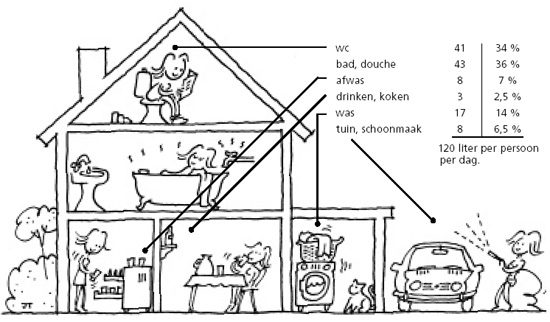 wc 41 34 %
bad, douche 43 36 %
afwas 8 7 %
drinken, koken 3 2,5 %
was 17 14 %
tuin, schoonmaak 8 6,5 %
120 liter per persoon
per dag.